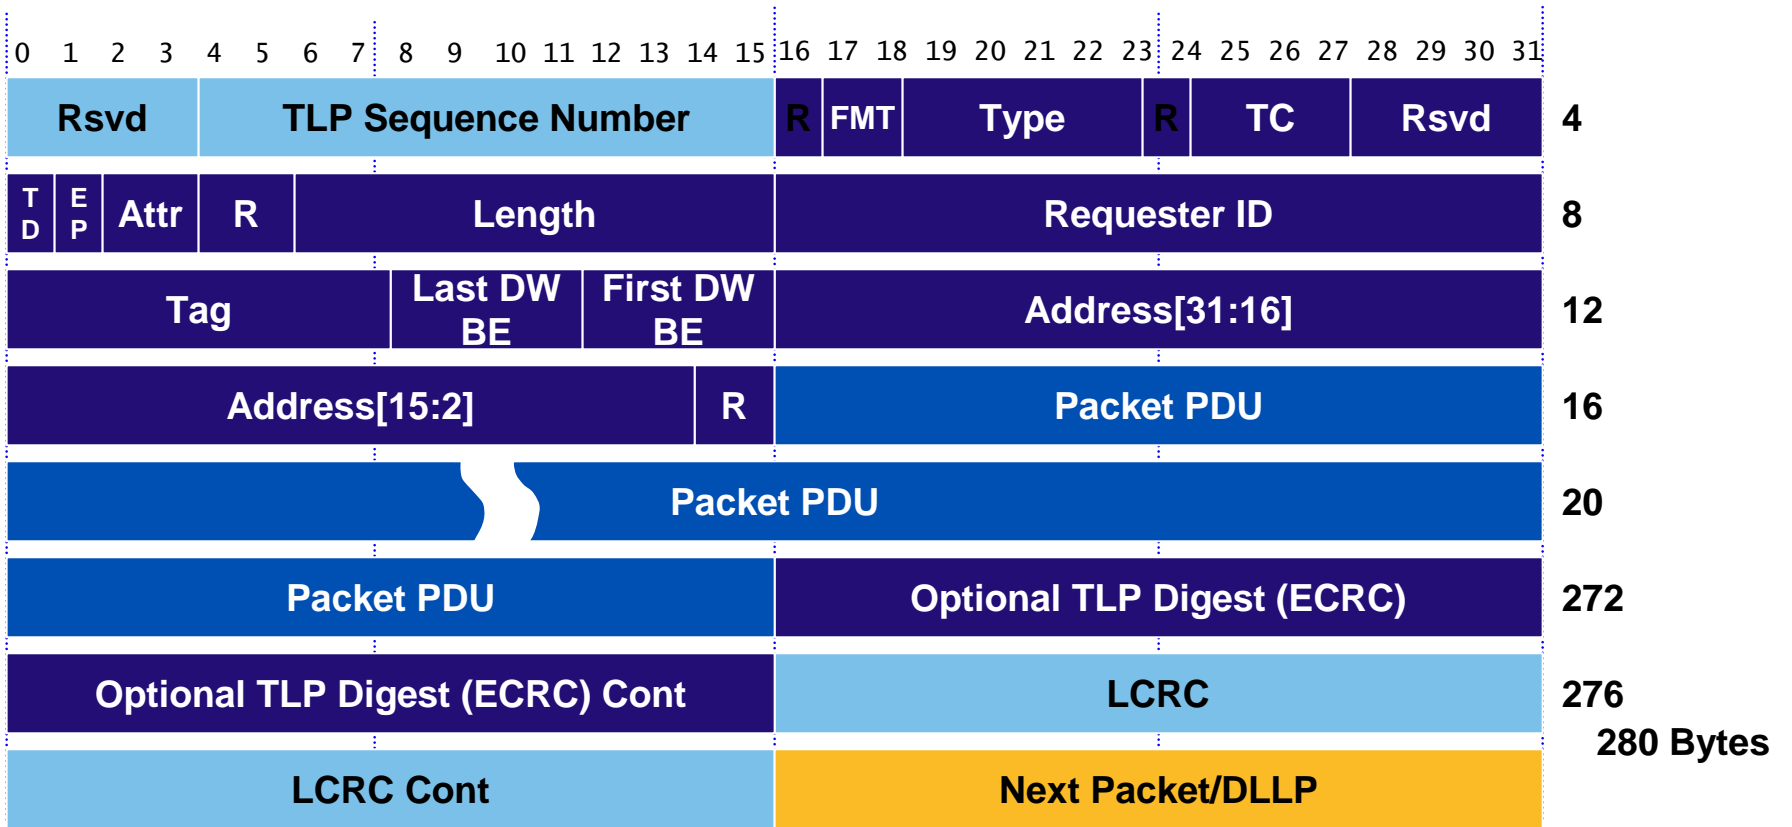 0 1 2 3 4 5 6 7 8 9 10 11 12 13 14 15 16 17 18 19 20 21 22 23 24 25 26 27 28 29 30 31
Rsvd TLP Sequence Number R FMT Type R TC Rsvd 4
TD EP Attr R Length Requester ID 8
Tag Last DW BE First DW BE Address[31:16] 12
Address[15:2] R Packet PDU 16
Packet PDU 20
Packet PDU Optional TLP Digest (ECRC) 272
Optional TLP Digest (ECRC) Cont LCRC 276
280 Bytes
LCRC Cont Next Packet/DLLP